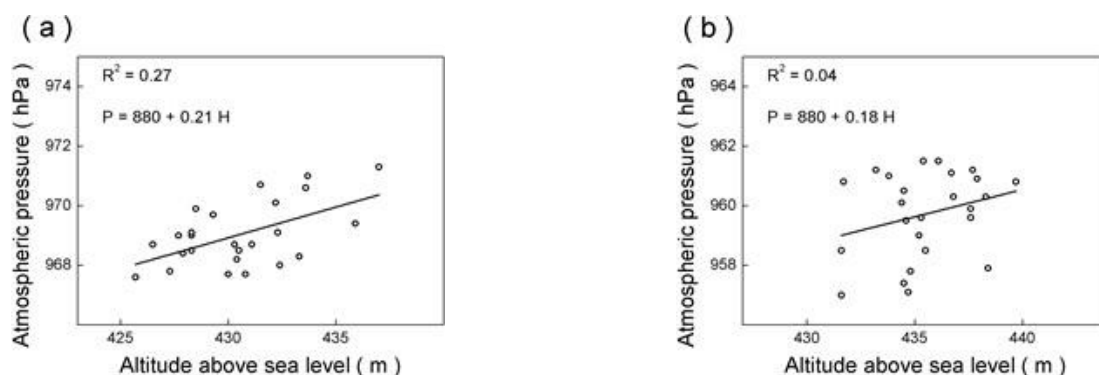 ( a )
R² = 0.27
P = 880 + 0.21 H
Atmospheric pressure ( hPa )
974
972
970
968
425
430
435
Altitude above sea level ( m )
( b )
R² = 0.04
P = 880 + 0.18 H
Atmospheric pressure ( hPa )
964
962
960
958
430
435
440
Altitude above sea level ( m )